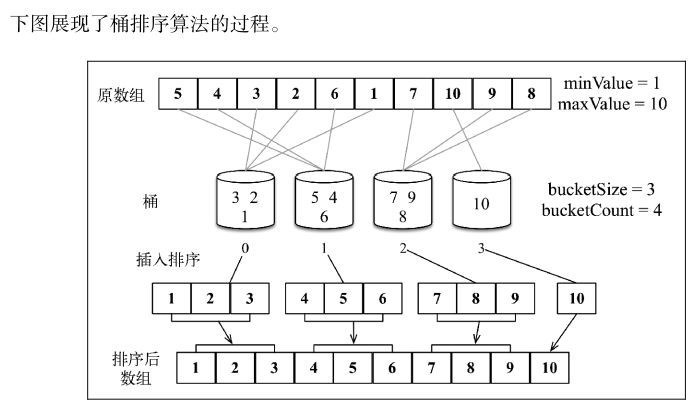 下图展现了桶排序算法的过程。
原数组 5 4 3 2 6 1 7 10 9 8
minValue = 1
maxValue = 10
桶
3 2
1
5 4
6
7 9
8
10
bucketSize = 3
bucketCount = 4
0 1 2 3
插入排序
1 2 3 4 5 6 7 8 9 10
排序后
数组
1 2 3 4 5 6 7 8 9 10